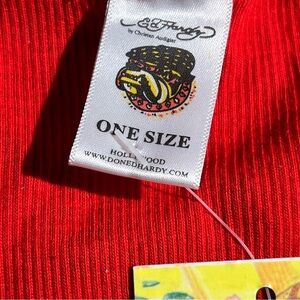 Ed Hardy
by Christian Audigier
ONE SIZE
HOLLYWOOD
WWW.DONEDHARDY.COM